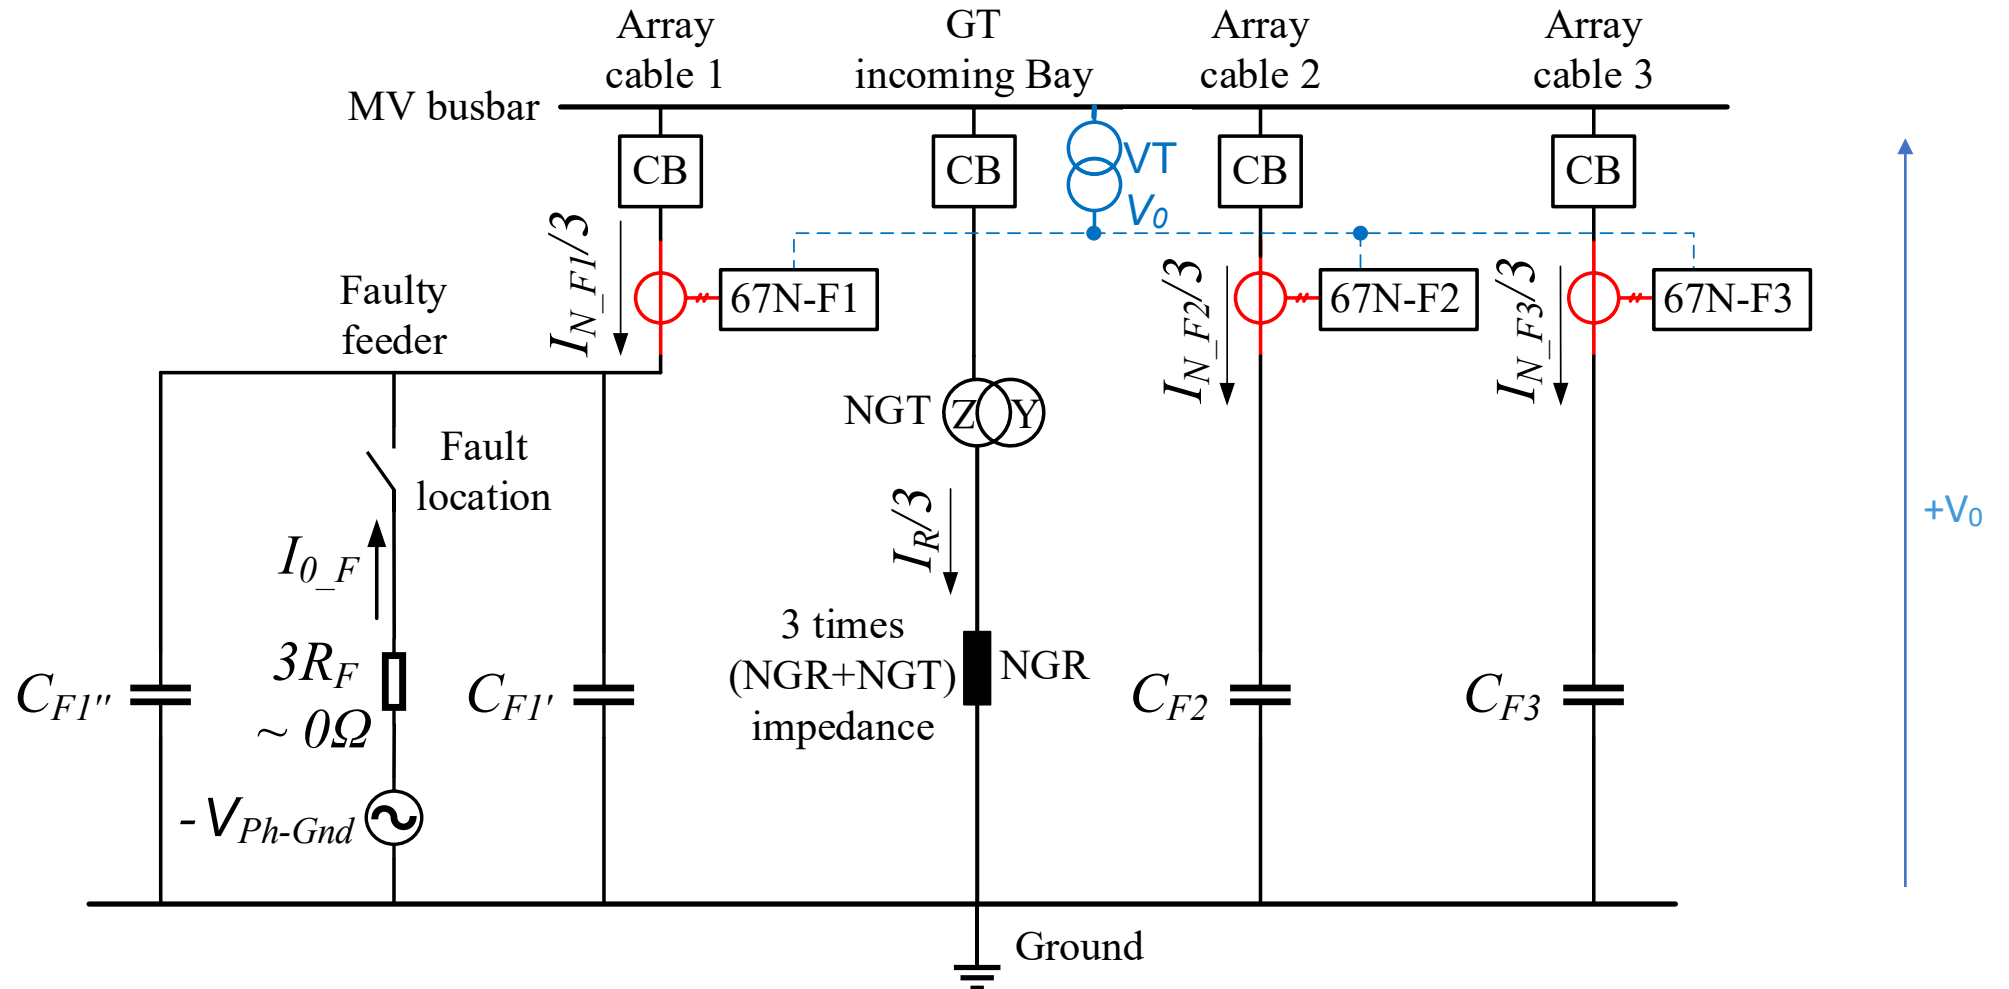 Array
cable 1
GT
incoming Bay
Array
cable 2
Array
cable 3
MV busbar
CB
CB
VT
V0
CB
CB
IN_F1/3
67N-F1
IN_F2/3
67N-F2
IN_F3/3
67N-F3
Faulty
feeder
NGT
Z
Y
Fault
location
I0_F
IR/3
+V0
3RF
~ 0Ω
CF1''
CF1'
3 times
(NGR+NGT)
impedance
NGR
CF2
CF3
-VPh-Gnd
Ground